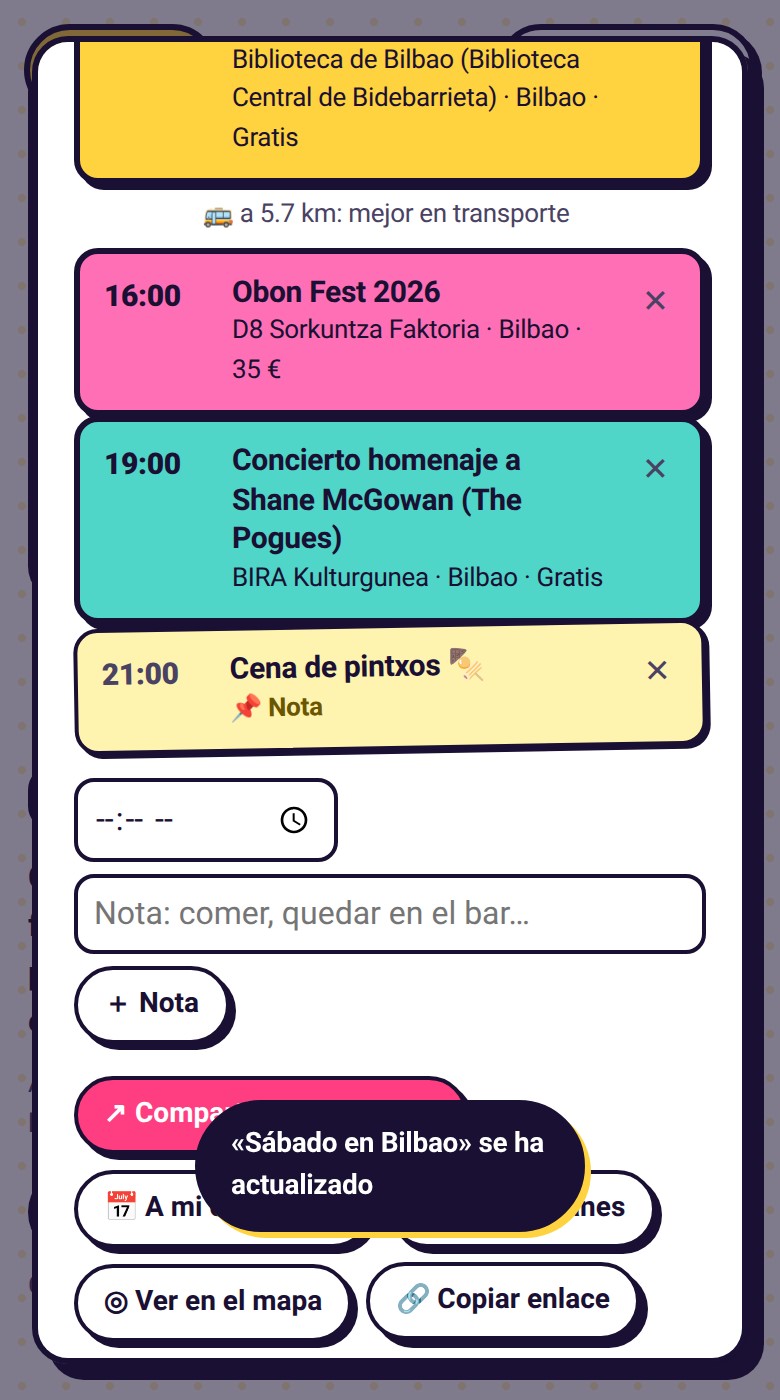 Biblioteca de Bilbao (Biblioteca
Central de Bidebarrieta) · Bilbao ·
Gratis
🚌 a 5.7 km: mejor en transporte
16:00
Obon Fest 2026
✕
D8 Sorkuntza Faktoria · Bilbao ·
35 €
19:00
Concierto homenaje a
✕
Shane McGowan (The
Pogues)
BIRA Kulturgunea · Bilbao · Gratis
21:00
Cena de pintxos 🍢
✕
📌 Nota
--:-- --
Nota: comer, quedar en el bar…
+ Nota
↗
«Sábado en Bilbao» se ha
actualizado
📅 A mi
◎ Ver en el mapa
🔗 Copiar enlace